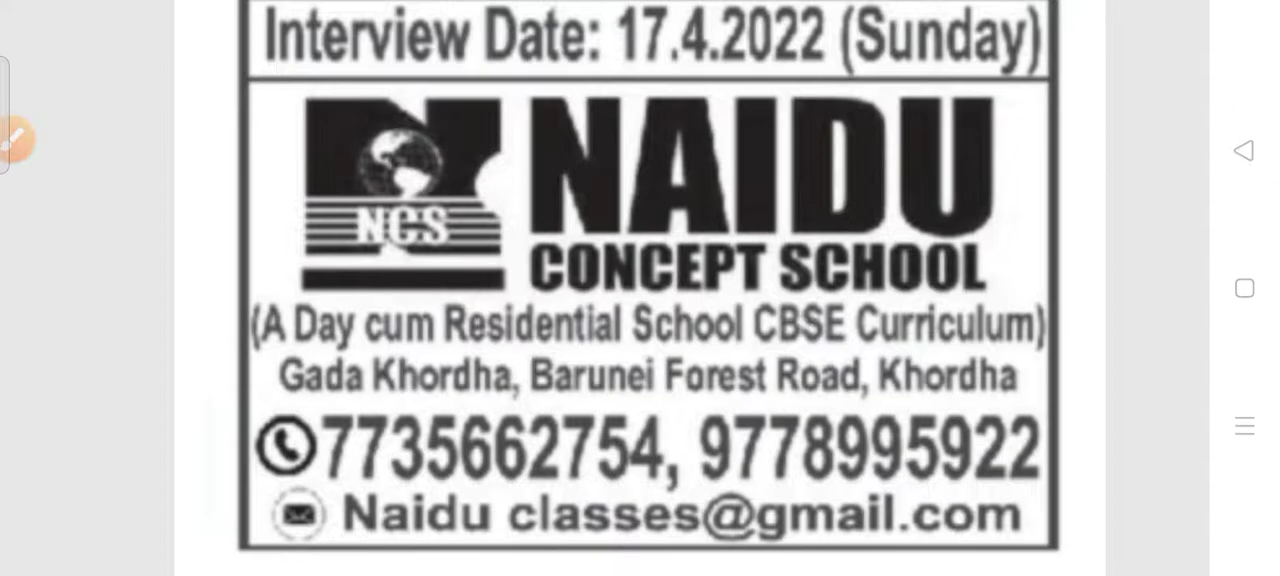 Interview Date: 17.4.2022 (Sunday)
NCS
NAIDU
CONCEPT SCHOOL
(A Day cum Residential School CBSE Curriculum)
Gada Khordha, Barunei Forest Road, Khordha
7735662754, 9778995922
Naidu classes@gmail.com